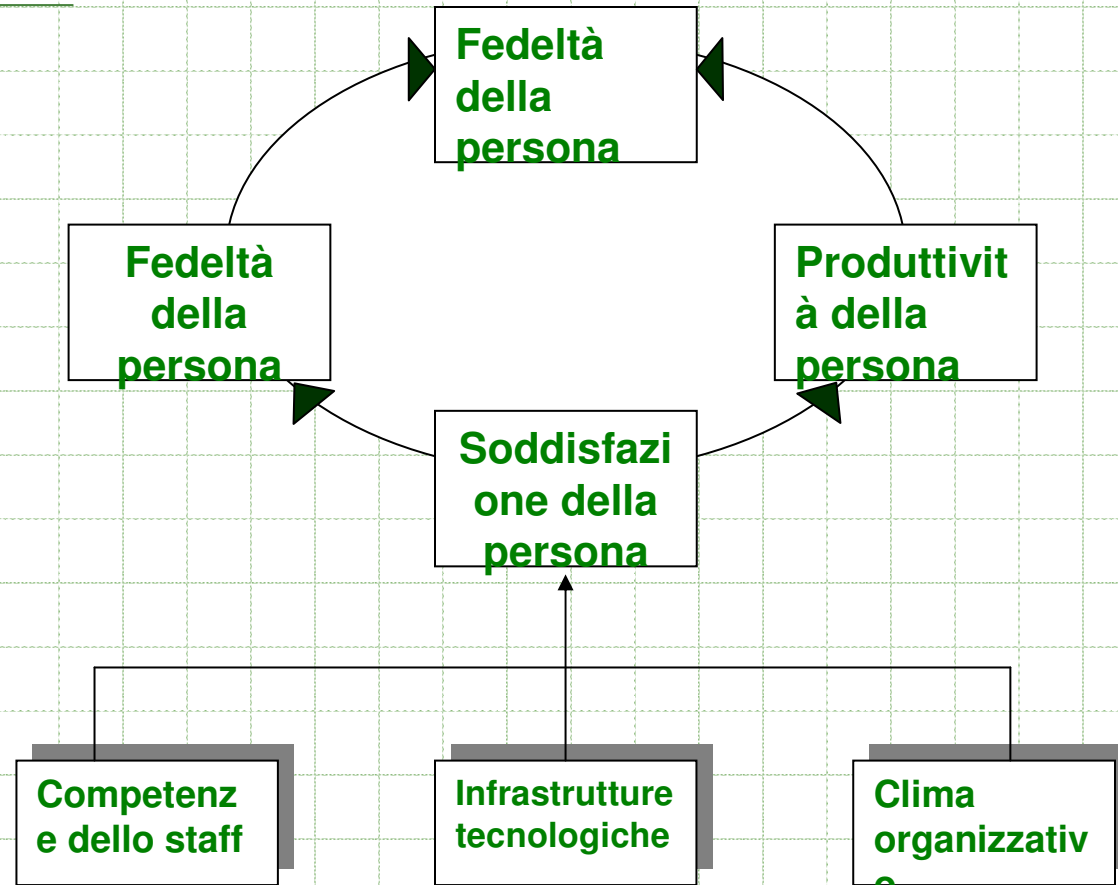 Fedeltà
della
persona
Fedeltà
della
persona
Produttivit
à della
persona
Soddisfazi
one della
persona
Competenz
e dello staff
Infrastrutture
tecnologiche
Clima
organizzativ